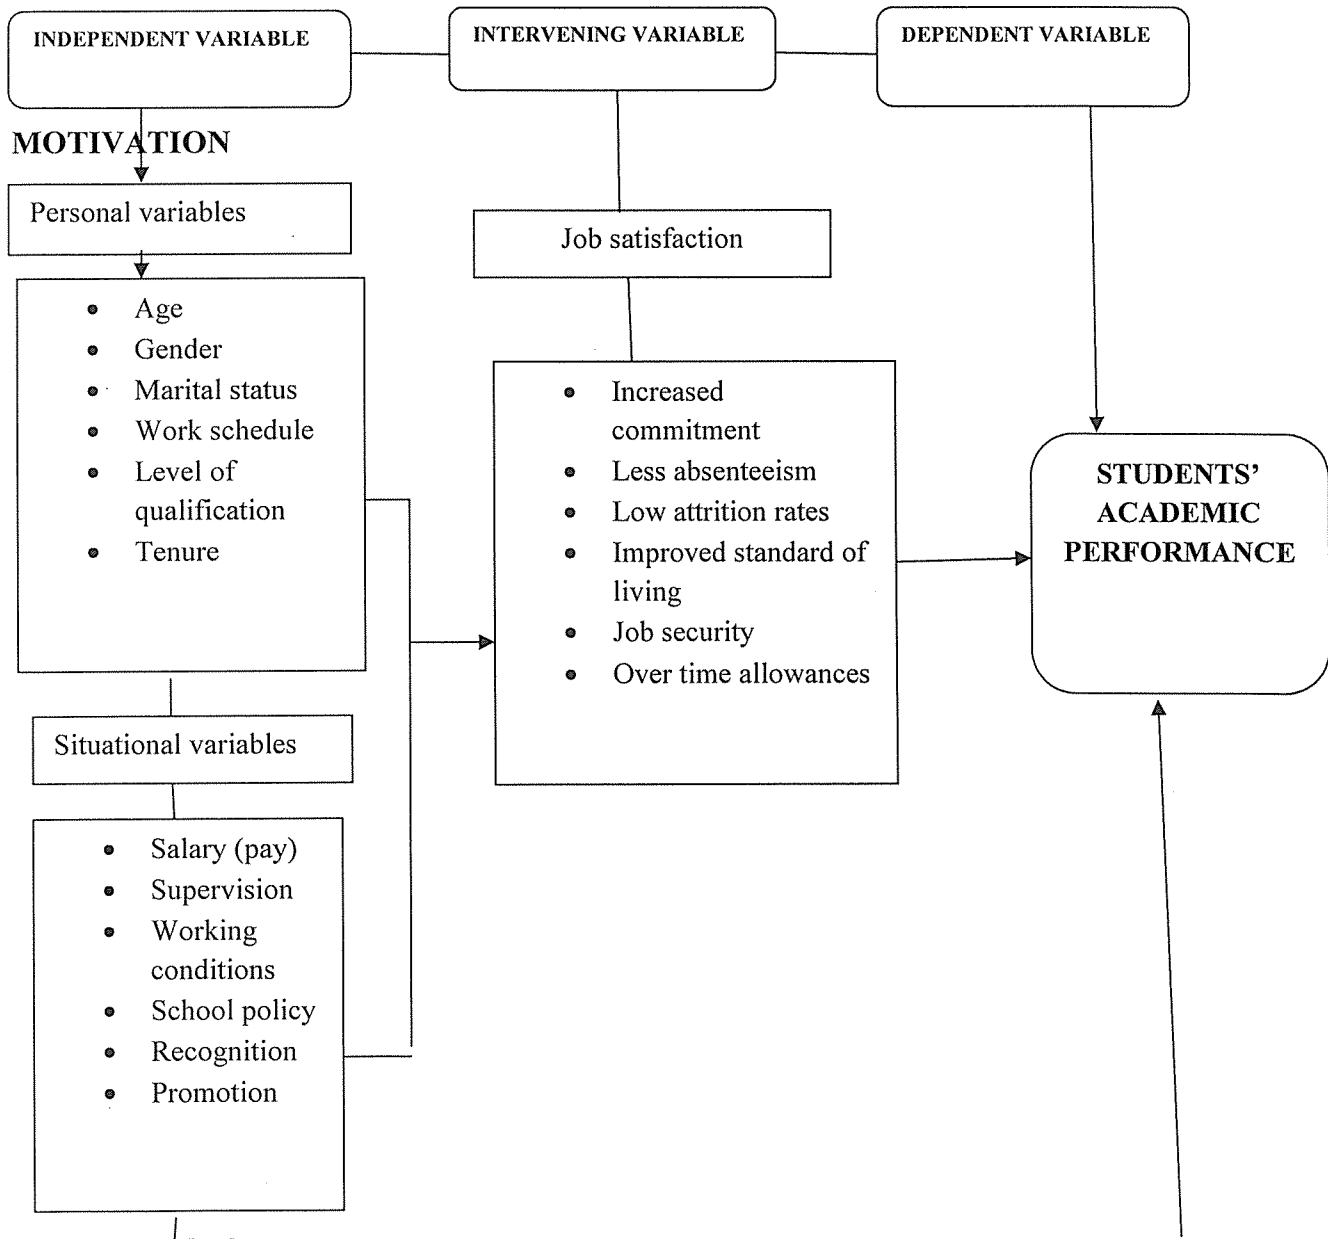 INDEPENDENT VARIABLE
INTERVENING VARIABLE
DEPENDENT VARIABLE
MOTIVATION
Personal variables
• Age
• Gender
• Marital status
• Work schedule
• Level of
qualification
• Tenure
Situational variables
• Salary (pay)
• Supervision
• Working
conditions
• School policy
• Recognition
• Promotion
Job satisfaction
• Increased
commitment
• Less absenteeism
• Low attrition rates
• Improved standard of
living
• Job security
• Over time allowances
STUDENTS’
ACADEMIC
PERFORMANCE